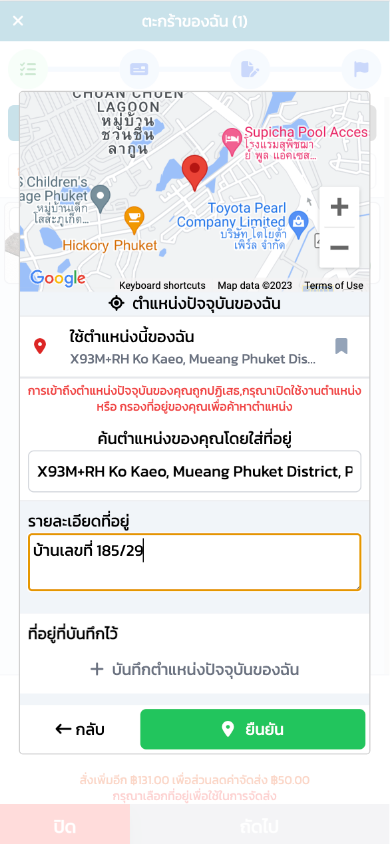 ตะกร้าของฉัน (1)
CHUAN CHUEN
LAGOON
หมู่บ้าน
ชวนชื่น
ลากูน
Supicha Pool Acces
โรงแรมสุพิชฌา
S Children's
age Phuket
หมู่บ้านเด็ก
โสสะภูเก็ต
Toyota Pearl
Company Limited
บริษัท โตโยต้า
เพิร์ล จำกัด
Hickory Phuket
Google
Keyboard shortcuts Map data ©2023 Terms of Use
ตำแหน่งปัจจุบันของฉัน
ใช้ตำแหน่งนี้ของฉัน
X93M+RH Ko Kaeo, Mueang Phuket Dis...
การเข้าถึงตำแหน่งปัจจุบันของคุณถูกปฏิเสธ,กรุณาเปิดใช้งานตำแหน่ง
หรือ กรองที่อยู่ของคุณเพื่อค้าหาตำแหน่ง
ค้นตำแหน่งของคุณโดยใส่ที่อยู่
X93M+RH Ko Kaeo, Mueang Phuket District, P
รายละเอียดที่อยู่
บ้านเลขที่ 185/29
ที่อยู่ที่บันทึกไว้
+ บันทึกตำแหน่งปัจจุบันของฉัน
← กลับ ยืนยัน
สั่งเพิ่มอีก ฿131.00 เพื่อส่วนลดค่าจัดส่ง ฿50.00
กรุณาเลือกที่อยู่เพื่อใช้ในการจัดส่ง
ปิด ถัดไป